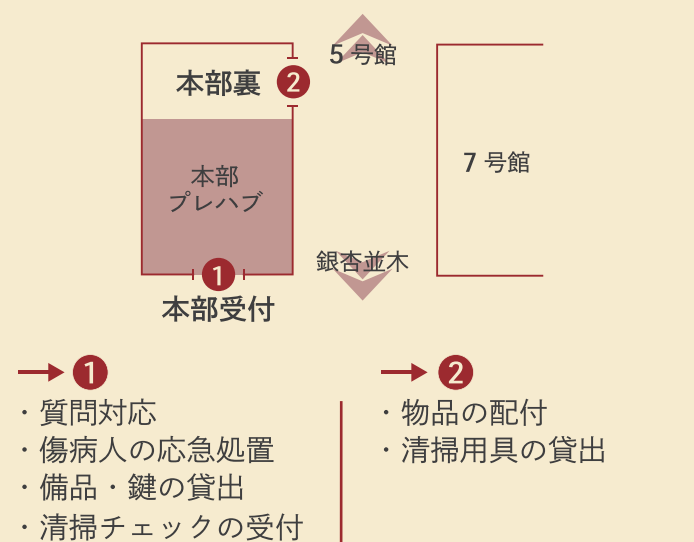 5 号館
本部裏
2
7 号館
本部
プレハブ
銀杏並木
1
本部受付
1
・質問対応
・傷病人の応急処置
・備品・鍵の貸出
・清掃チェックの受付
2
・物品の配付
・清掃用具の貸出